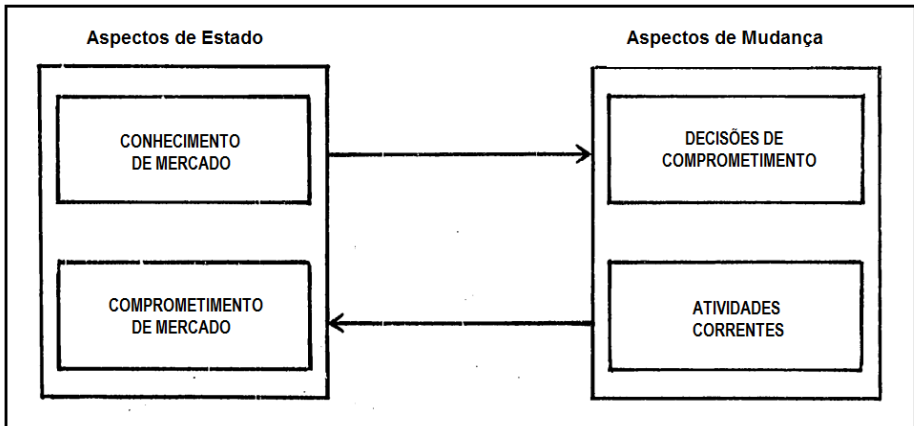 Aspectos de Estado
CONHECIMENTO
DE MERCADO
COMPROMETIMENTO
DE MERCADO
Aspectos de Mudança
DECISÕES DE
COMPROMETIMENTO
ATIVIDADES
CORRENTES